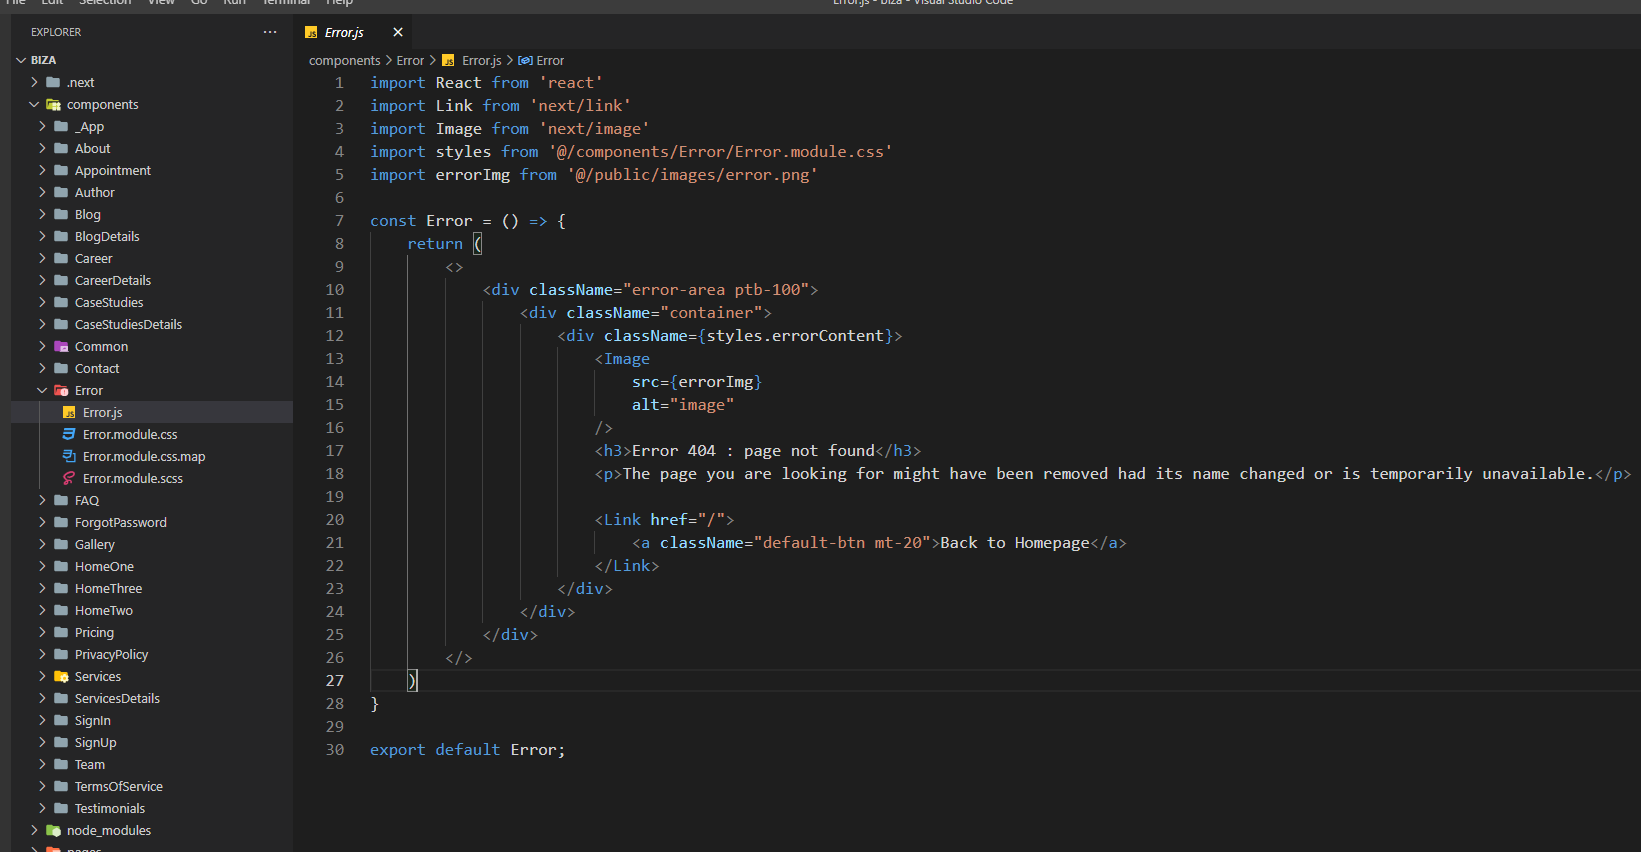 File Edit Selection View Go Run Terminal Help
Error.js - Biza - Visual Studio Code
EXPLORER ···
BIZA
.next
components
_App
About
Appointment
Author
Blog
BlogDetails
Career
CareerDetails
CaseStudies
CaseStudiesDetails
Common
Contact
Error
Error.js
Error.module.css
Error.module.css.map
Error.module.scss
FAQ
ForgotPassword
Gallery
HomeOne
HomeThree
HomeTwo
Pricing
PrivacyPolicy
Services
ServicesDetails
SignIn
SignUp
Team
TermsOfService
Testimonials
node_modules
pages
JS Error.js
components > Error > JS Error.js > Error
1 import React from 'react'
2 import Link from 'next/link'
3 import Image from 'next/image'
4 import styles from '@/components/Error/Error.module.css'
5 import errorImg from '@/public/images/error.png'
6
7 const Error = () => {
8 return (
9 <>
10 <div className="error-area ptb-100">
11 <div className="container">
12 <div className={styles.errorContent}>
13 <Image
14 src={errorImg}
15 alt="image"
16 />
17 <h3>Error 404 : page not found</h3>
18 <p>The page you are looking for might have been removed had its name changed or is temporarily unavailable.</p>
19
20 <Link href="/">
21 <a className="default-btn mt-20">Back to Homepage</a>
22 </Link>
23 </div>
24 </div>
25 </div>
26 </>
27 )
28 }
29
30 export default Error;